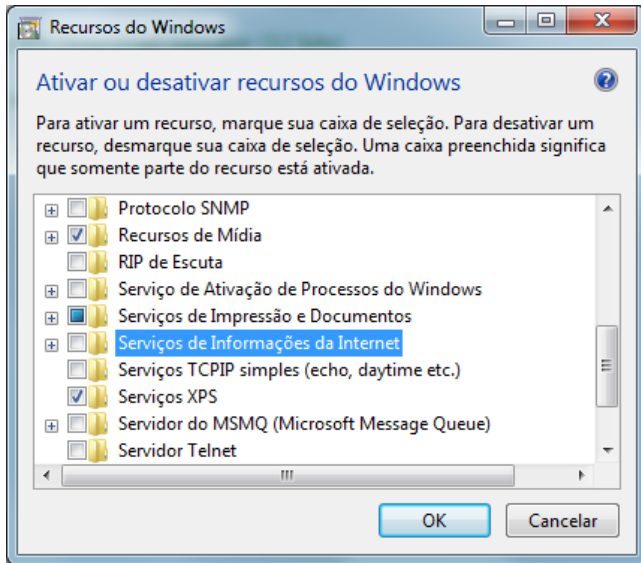 Recursos do Windows
Ativar ou desativar recursos do Windows
Para ativar um recurso, marque sua caixa de seleção. Para desativar um
recurso, desmarque sua caixa de seleção. Uma caixa preenchida significa
que somente parte do recurso está ativada.
Protocolo SNMP
Recursos de Mídia
RIP de Escuta
Serviço de Ativação de Processos do Windows
Serviços de Impressão e Documentos
Serviços de Informações da Internet
Serviços TCPIP simples (echo, daytime etc.)
Serviços XPS
Servidor do MSMQ (Microsoft Message Queue)
Servidor Telnet
OK
Cancelar